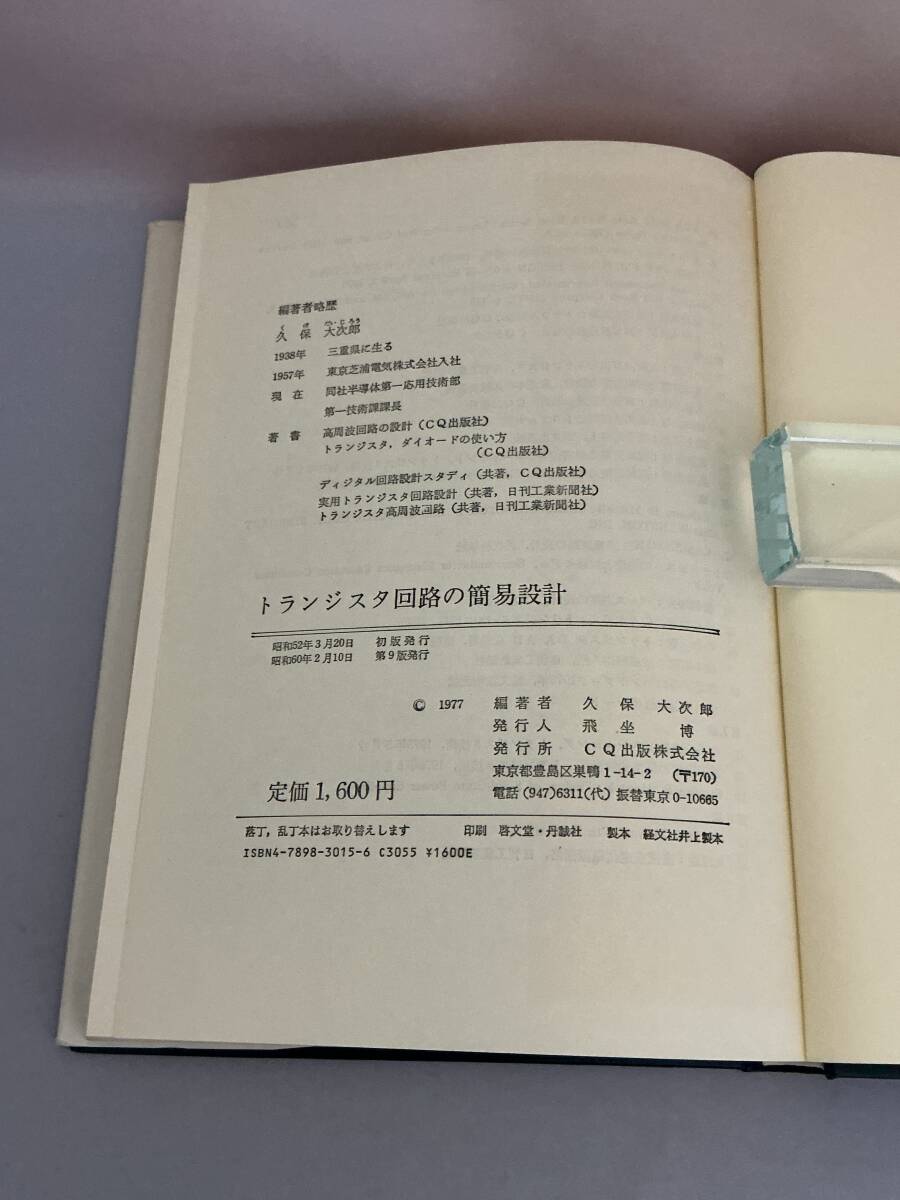 編著者略歴
く ぼ だいじろう
久 保 大次郎
1938年 三重県に生る
1957年 東京芝浦電気株式会社入社
現 在 同社半導体第一応用技術部
第一技術課課長
著 書 高周波回路の設計（CQ出版社）
トランジスタ，ダイオードの使い方
（CQ出版社）
ディジタル回路設計スタディ（共著，CQ出版社）
実用トランジスタ回路設計（共著，日刊工業新聞社）
トランジスタ高周波回路（共著，日刊工業新聞社）
トランジスタ回路の簡易設計
昭和52年3月20日 初版発行
昭和60年2月10日 第9版発行
© 1977 編著者 久保 大次郎
発行人 飛坐 博
発行所 CQ出版株式会社
東京都豊島区巣鴨1-14-2 （〒170）
電話（947）6311（代）振替東京0-10665
定価1,600円
落丁，乱丁本はお取り替えします 印刷 啓文堂・丹誠社 製本 経文社井上製本
ISBN4-7898-3015-6 C3055 ¥1600E